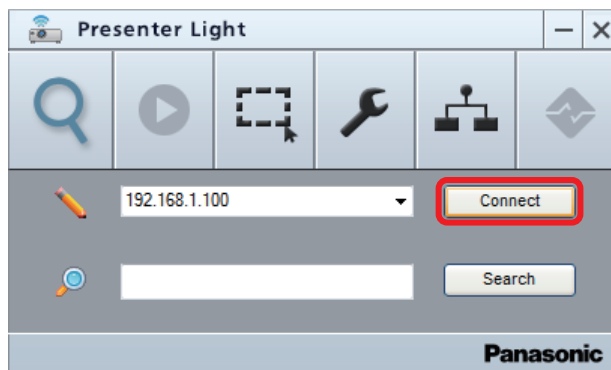 Presenter Light
192.168.1.100
Connect
Search
Panasonic